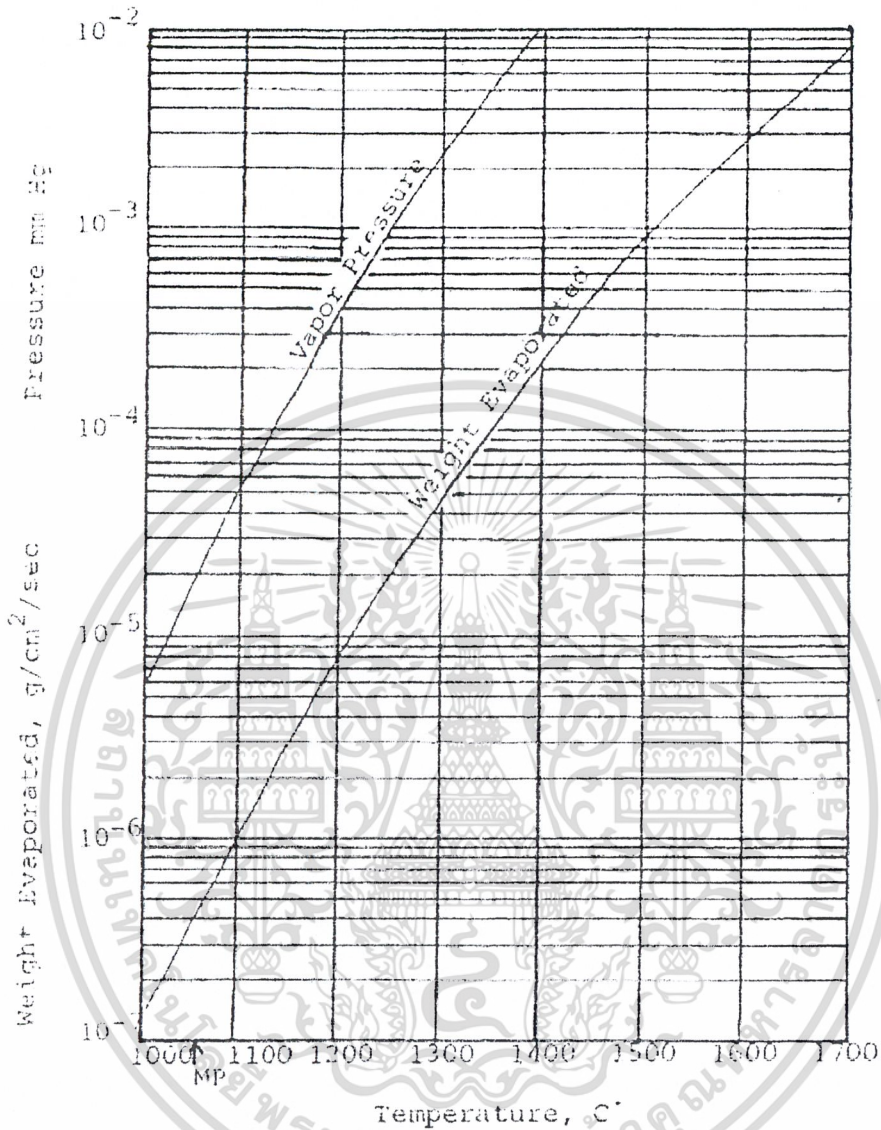 10-2
Pressure mm Hg
Vapor Pressure
10-3
Weight Evaporated
10-4
Weight Evaporated, g/cm2/sec
10-5
10-6
10-7
1000 1100 1200 1300 1400 1500 1600 1700
MP
Temperature, C°